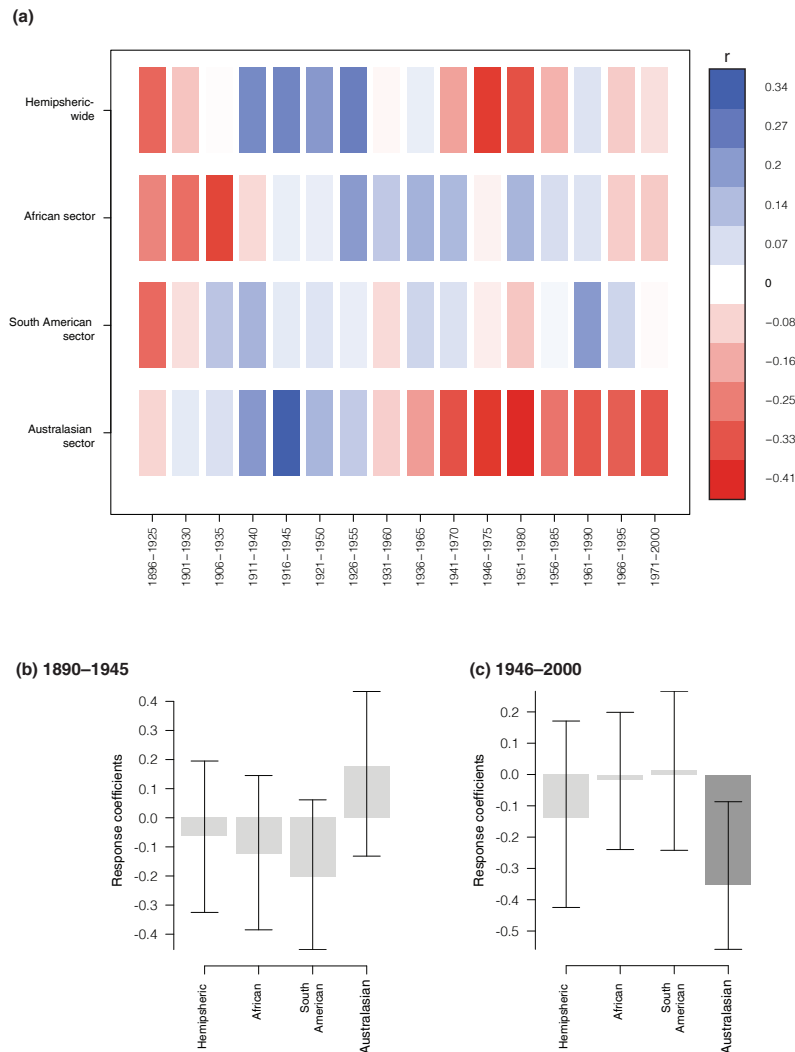 (a)
r
Hemipsheric-
wide
African sector
South American
sector
Australasian
sector
0.34
0.27
0.2
0.14
0.07
0
−0.08
−0.16
−0.25
−0.33
−0.41
1896–1925
1901–1930
1906–1935
1911–1940
1916–1945
1921–1950
1926–1955
1931–1960
1936–1965
1941–1970
1946–1975
1951–1980
1956–1985
1961–1990
1966–1995
1971–2000
(b) 1890–1945
Response coefficients
0.4
0.3
0.2
0.1
0.0
-0.1
-0.2
-0.3
-0.4
Hemipsheric
African
South
American
Australasian
(c) 1946–2000
Response coefficients
0.2
0.1
0.0
-0.1
-0.2
-0.3
-0.4
-0.5
Hemipsheric
African
South
American
Australasian